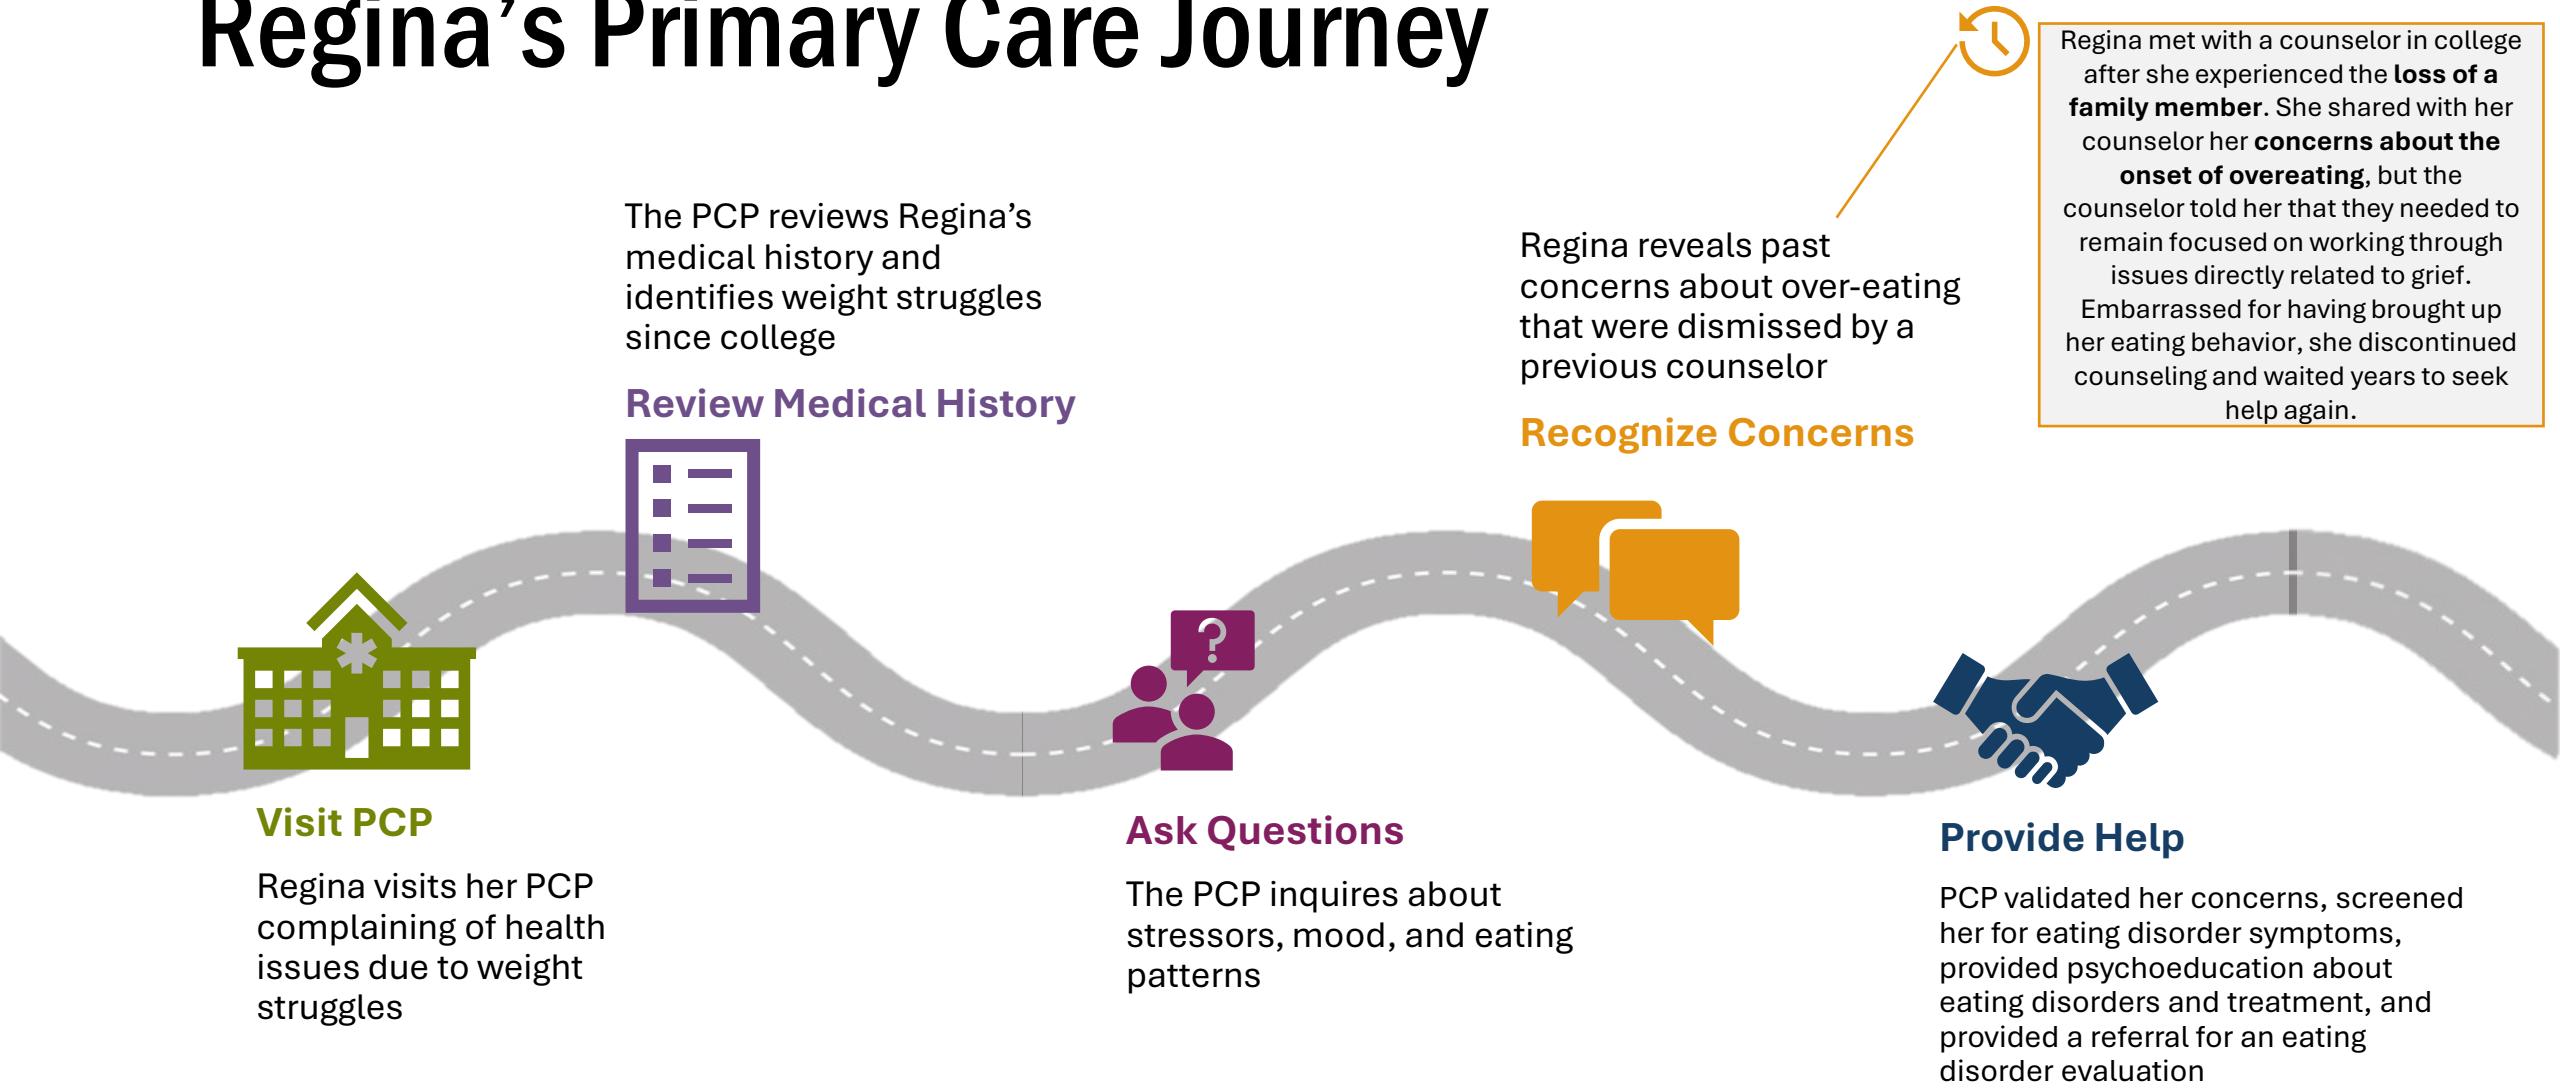 Regina’s Primary Care Journey
Regina met with a counselor in college
after she experienced the loss of a
family member. She shared with her
counselor her concerns about the
onset of overeating, but the
counselor told her that they needed to
remain focused on working through
issues directly related to grief.
Embarrassed for having brought up
her eating behavior, she discontinued
counseling and waited years to seek
help again.
The PCP reviews Regina’s
medical history and
identifies weight struggles
since college
Review Medical History
Regina reveals past
concerns about over-eating
that were dismissed by a
previous counselor
Recognize Concerns
?
Visit PCP
Regina visits her PCP
complaining of health
issues due to weight
struggles
Ask Questions
The PCP inquires about
stressors, mood, and eating
patterns
Provide Help
PCP validated her concerns, screened
her for eating disorder symptoms,
provided psychoeducation about
eating disorders and treatment, and
provided a referral for an eating
disorder evaluation